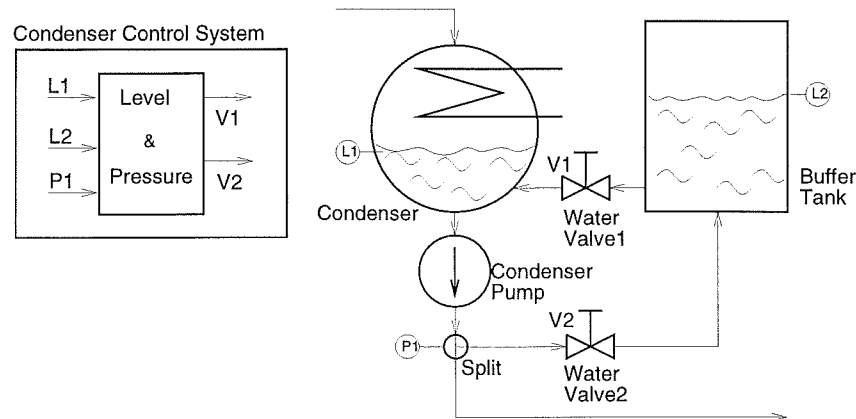 Condenser Control System
L1
L2
P1
Level
&
Pressure
V1
V2
L1
Condenser
V1
Water
Valve1
L2
Buffer
Tank
Condenser
Pump
P1
Split
V2
Water
Valve2